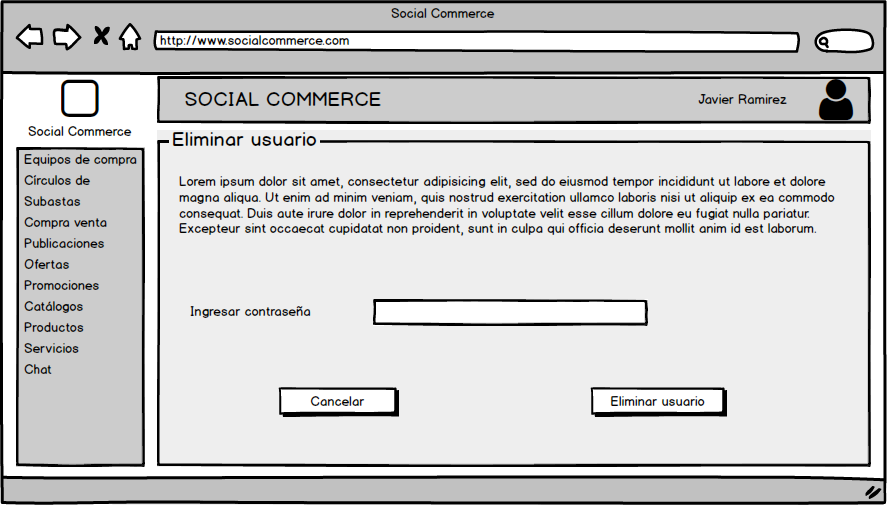 Social Commerce
http://www.socialcommerce.com
Social Commerce
Equipos de compra
Círculos de
Subastas
Compra venta
Publicaciones
Ofertas
Promociones
Catálogos
Productos
Servicios
Chat
SOCIAL COMMERCE
Javier Ramirez
Eliminar usuario
Lorem ipsum dolor sit amet, consectetur adipisicing elit, sed do eiusmod tempor incididunt ut labore et dolore
magna aliqua. Ut enim ad minim veniam, quis nostrud exercitation ullamco laboris nisi ut aliquip ex ea commodo
consequat. Duis aute irure dolor in reprehenderit in voluptate velit esse cillum dolore eu fugiat nulla pariatur.
Excepteur sint occaecat cupidatat non proident, sunt in culpa qui officia deserunt mollit anim id est laborum.
Ingresar contraseña
Cancelar
Eliminar usuario